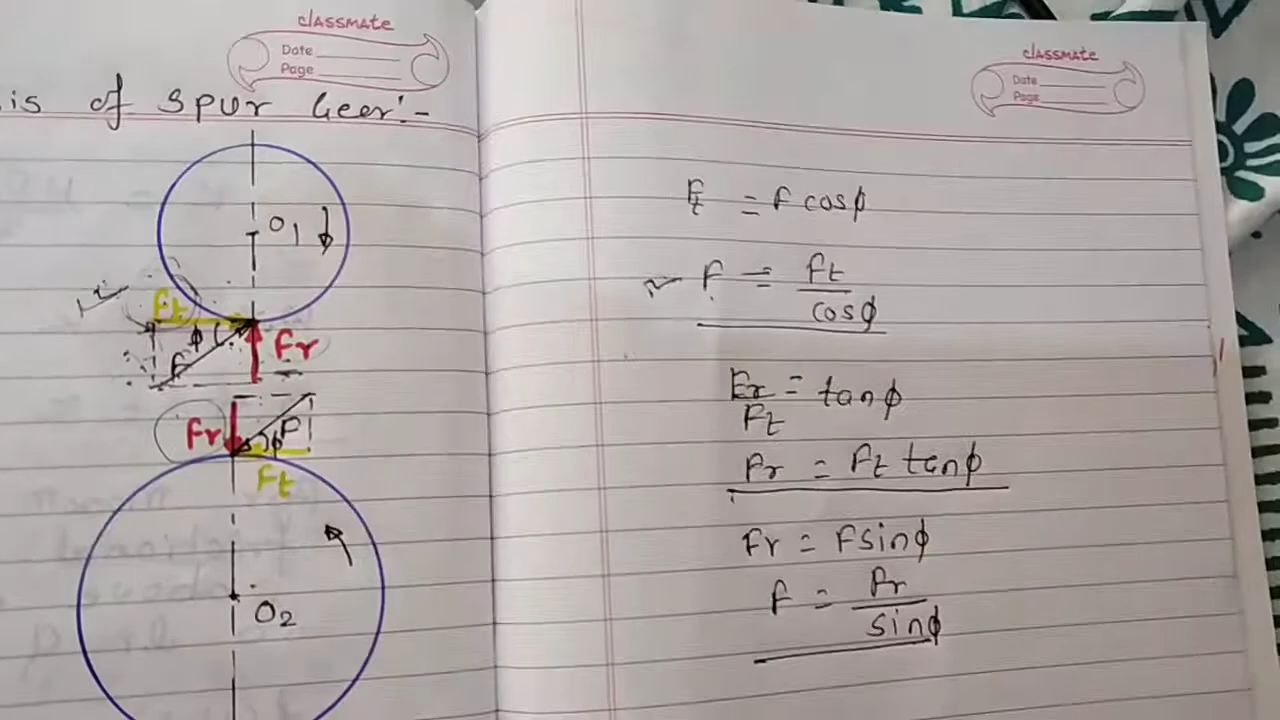 classmate
Date
Page
is of spur Geer:-
O1
Ft
ϕ
F
Fr
Fr
F
ϕ
Ft
O2
classmate
Date
Page
Ft = F cosϕ
F = Ft / cosϕ
Fr / Ft = tanϕ
Fr = Ft tanϕ
Fr = F sinϕ
F = Fr / sinϕ